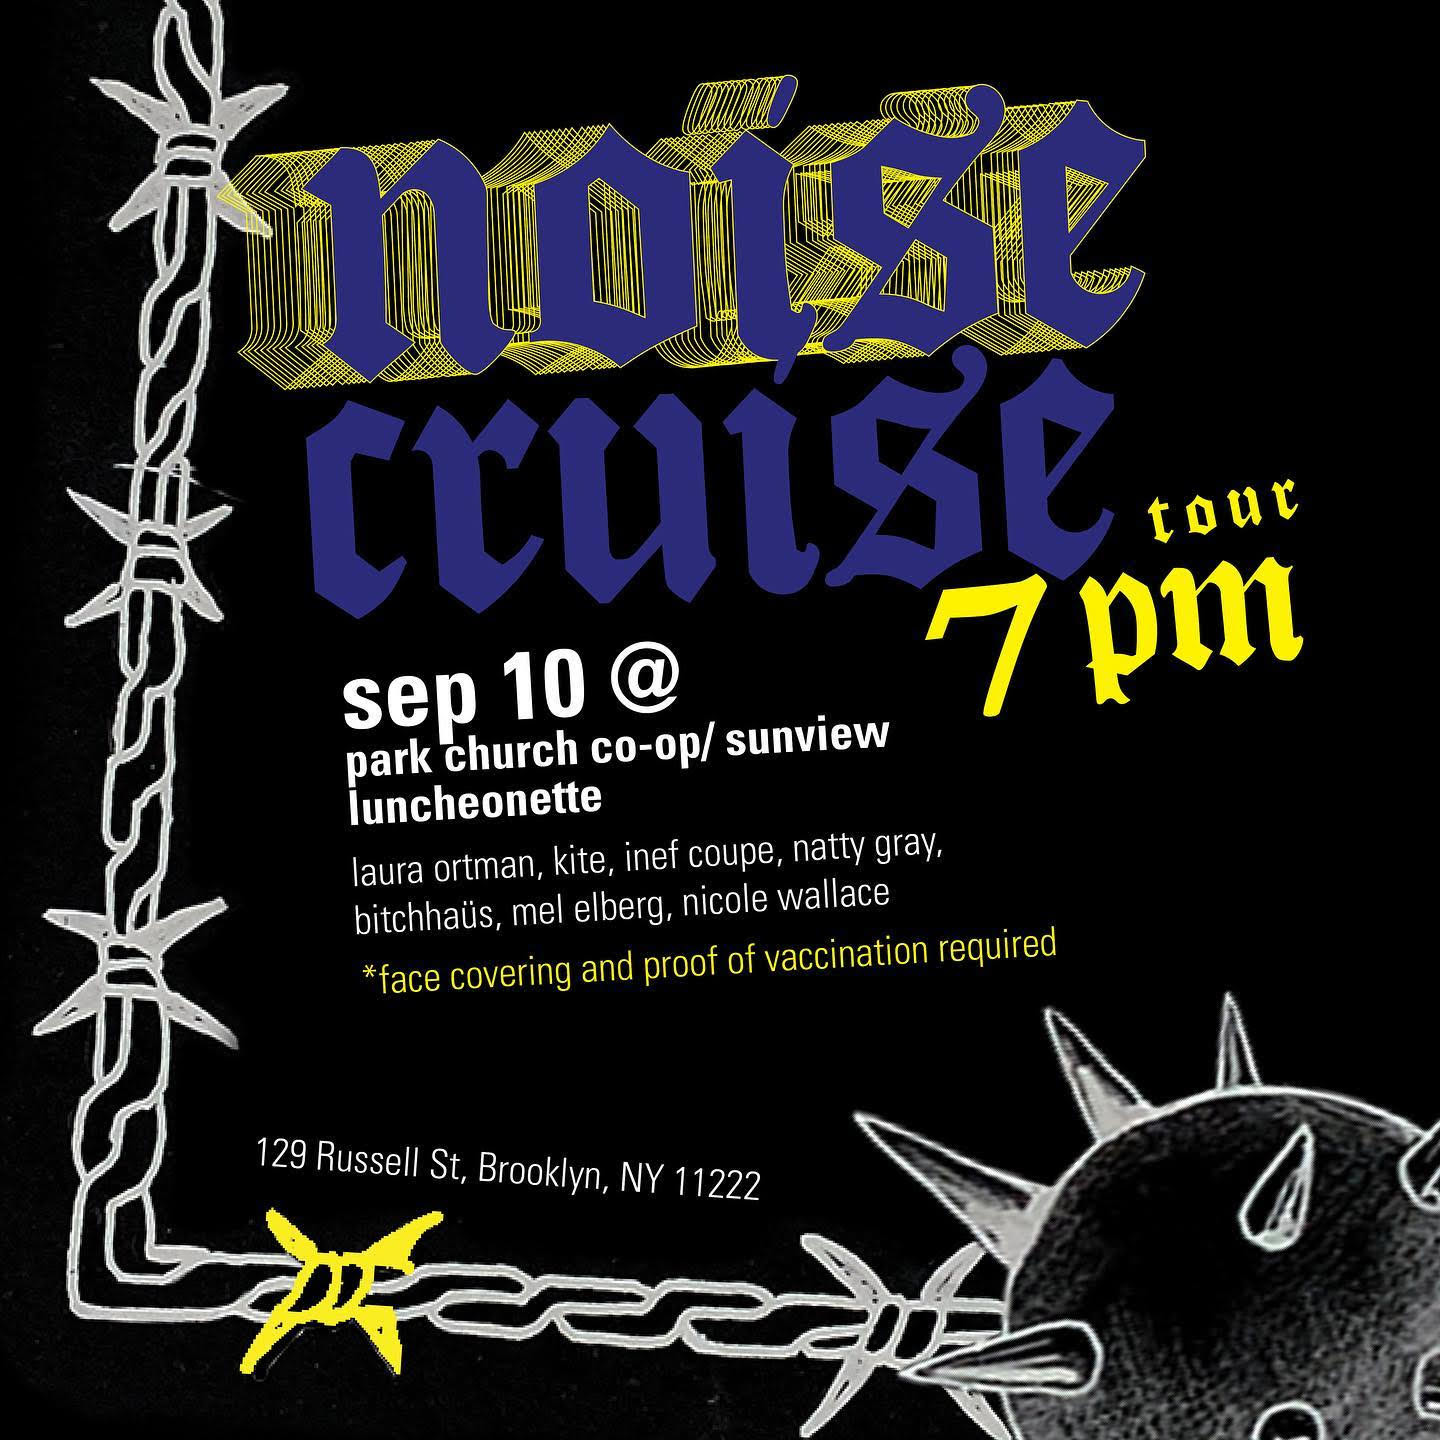 noise
cruise
tour
7 pm
sep 10 @
park church co-op/ sunview
luncheonette
laura ortman, kite, inef coupe, natty gray,
bitchhaüs, mel elberg, nicole wallace
*face covering and proof of vaccination required
129 Russell St, Brooklyn, NY 11222